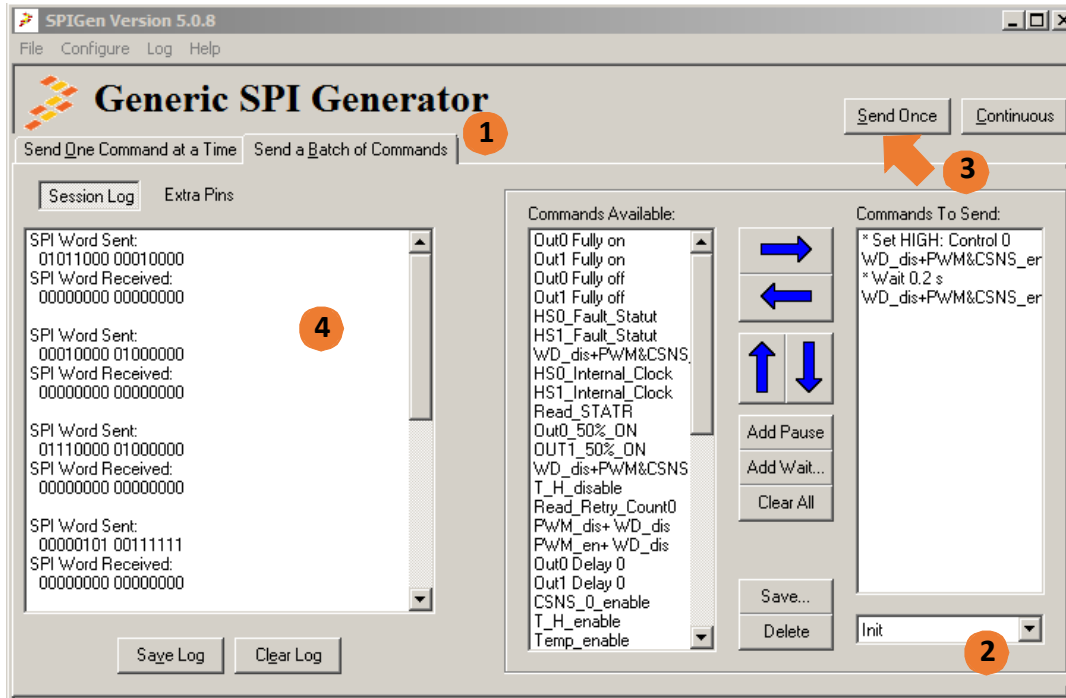 SPIGen Version 5.0.8
File Configure Log Help
Generic SPI Generator
Send Once
Continuous
1
3
Send One Command at a Time
Send a Batch of Commands
Session Log
Extra Pins
SPI Word Sent:
01011000 00010000
SPI Word Received:
00000000 00000000
SPI Word Sent:
00010000 01000000
SPI Word Received:
00000000 00000000
SPI Word Sent:
01110000 01000000
SPI Word Received:
00000000 00000000
SPI Word Sent:
00000101 00111111
SPI Word Received:
00000000 00000000
4
Save Log
Clear Log
Commands Available:
Out0 Fully on
Out1 Fully on
Out0 Fully off
Out1 Fully off
HS0_Fault_Statut
HS1_Fault_Statut
WD_dis+PWM&CSNS_
HS0_Internal_Clock
HS1_Internal_Clock
Read_STATR
Out0_50%_ON
OUT1_50%_ON
WD_dis+PWM&CSNS
T_H_disable
Read_Retry_Count0
PWM_dis+ WD_dis
PWM_en+ WD_dis
Out0 Delay 0
Out1 Delay 0
CSNS_0_enable
T_H_enable
Temp_enable
Add Pause
Add Wait...
Clear All
Save...
Delete
Commands To Send:
* Set HIGH: Control 0
WD_dis+PWM&CSNS_er
* Wait 0.2 s
WD_dis+PWM&CSNS_er
Init
2